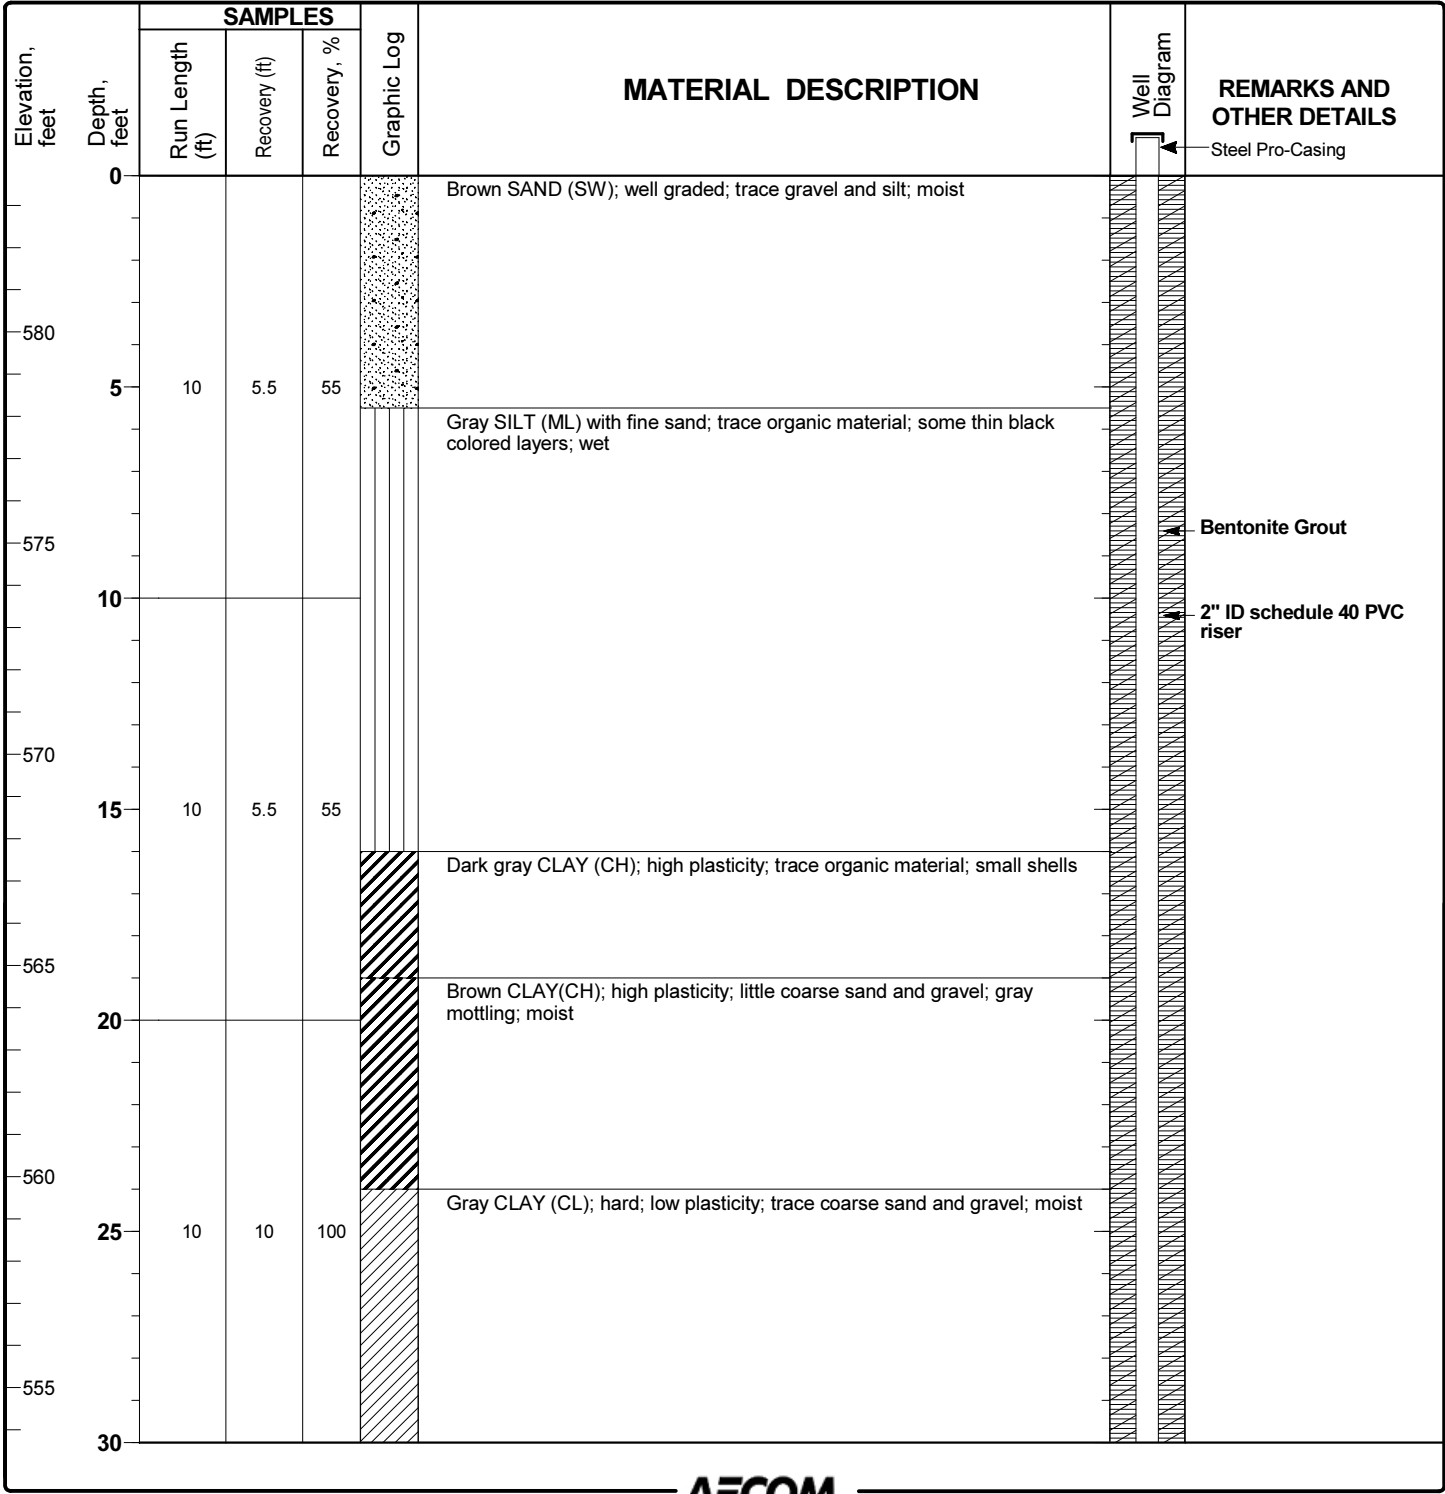 SAMPLES
Elevation,
feet
Depth,
feet
Run Length
(ft)
Recovery (ft)
Recovery, %
Graphic Log
MATERIAL DESCRIPTION
Well
Diagram
REMARKS AND
OTHER DETAILS
Steel Pro-Casing
0
Brown SAND (SW); well graded; trace gravel and silt; moist
580
5
10
5.5
55
Gray SILT (ML) with fine sand; trace organic material; some thin black
colored layers; wet
Bentonite Grout
575
10
2" ID schedule 40 PVC
riser
570
15
10
5.5
55
Dark gray CLAY (CH); high plasticity; trace organic material; small shells
565
Brown CLAY(CH); high plasticity; little coarse sand and gravel; gray
mottling; moist
20
560
Gray CLAY (CL); hard; low plasticity; trace coarse sand and gravel; moist
25
10
10
100
555
30
AECOM